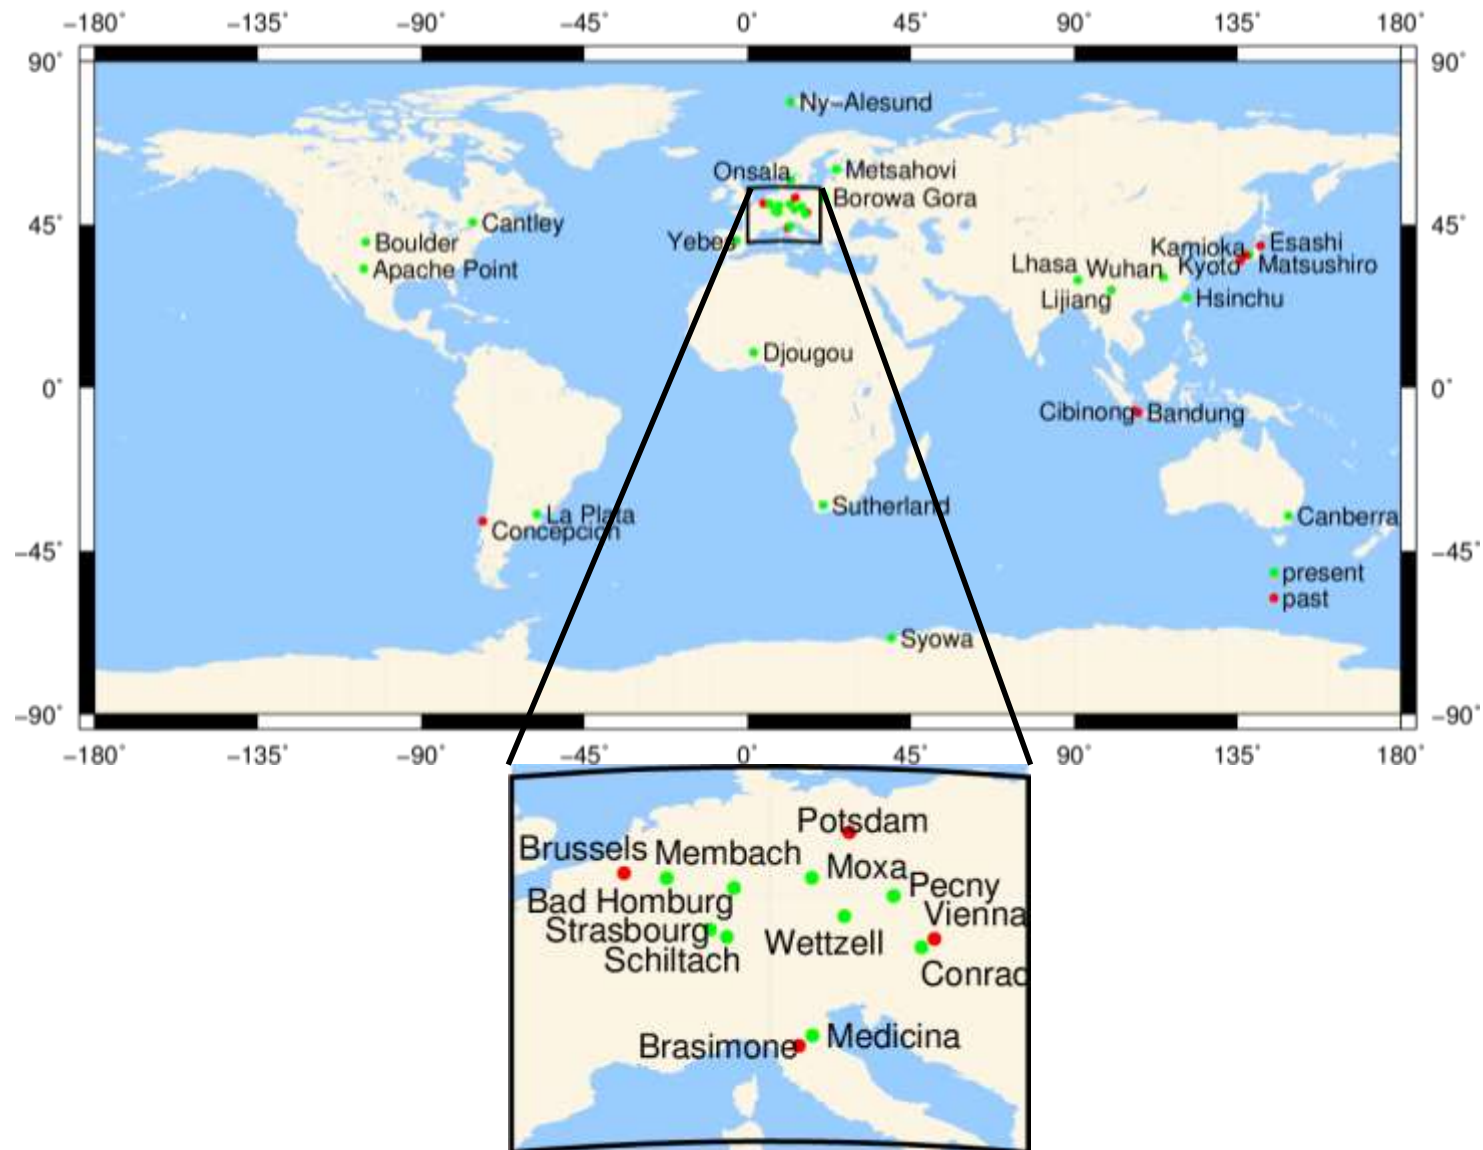 −180˚ −135˚ −90˚ −45˚ 0˚ 45˚ 90˚ 135˚ 180˚
90˚ 90˚
Ny−Alesund
Onsala Metsahovi
Borowa Gora
45˚ Cantley 45˚
Boulder Yebes Kamioka Esashi
Apache Point Lhasa Wuhan Kyoto Matsushiro
Lijiang Hsinchu
Djougou
0˚ 0˚
Cibinong Bandung
Sutherland
La Plata Canberra
Concepcion
−45˚ −45˚
present
past
Syowa
−90˚ −90˚
−180˚ −135˚ −90˚ −45˚ 0˚ 45˚ 90˚ 135˚ 180˚
Potsdam
Brussels Membach
Moxa
Pecny
Bad Homburg
Vienna
Strasbourg
Wettzell
Schiltach
Conrad
Medicina
Brasimone